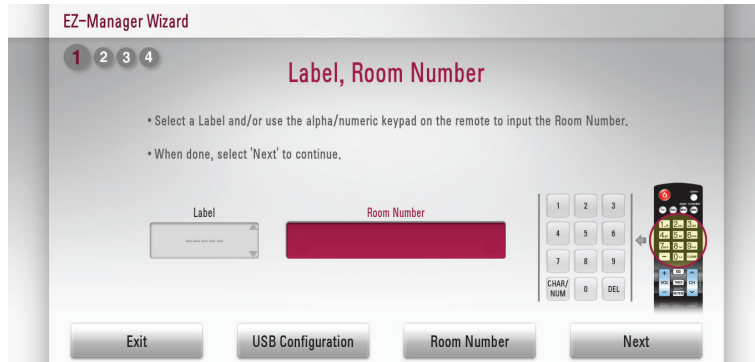 EZ-Manager Wizard
1 2 3 4
Label, Room Number
• Select a Label and/or use the alpha/numeric keypad on the remote to input the Room Number.
• When done, select 'Next' to continue.
Label
Room Number
-----
1 2 3
4 5 6
7 8 9
CHAR/NUM 0 DEL
VOL
CH
Exit
USB Configuration
Room Number
Next